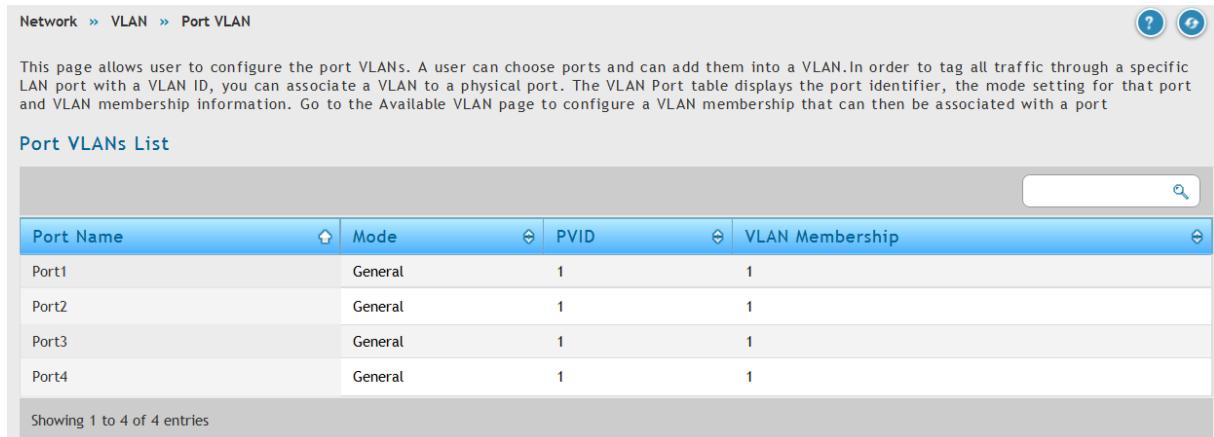 Network » VLAN » Port VLAN
?
This page allows user to configure the port VLANs. A user can choose ports and can add them into a VLAN.In order to tag all traffic through a specific
LAN port with a VLAN ID, you can associate a VLAN to a physical port. The VLAN Port table displays the port identifier, the mode setting for that port
and VLAN membership information. Go to the Available VLAN page to configure a VLAN membership that can then be associated with a port
Port VLANs List
Port Name Mode PVID VLAN Membership
Port1 General 1 1
Port2 General 1 1
Port3 General 1 1
Port4 General 1 1
Showing 1 to 4 of 4 entries